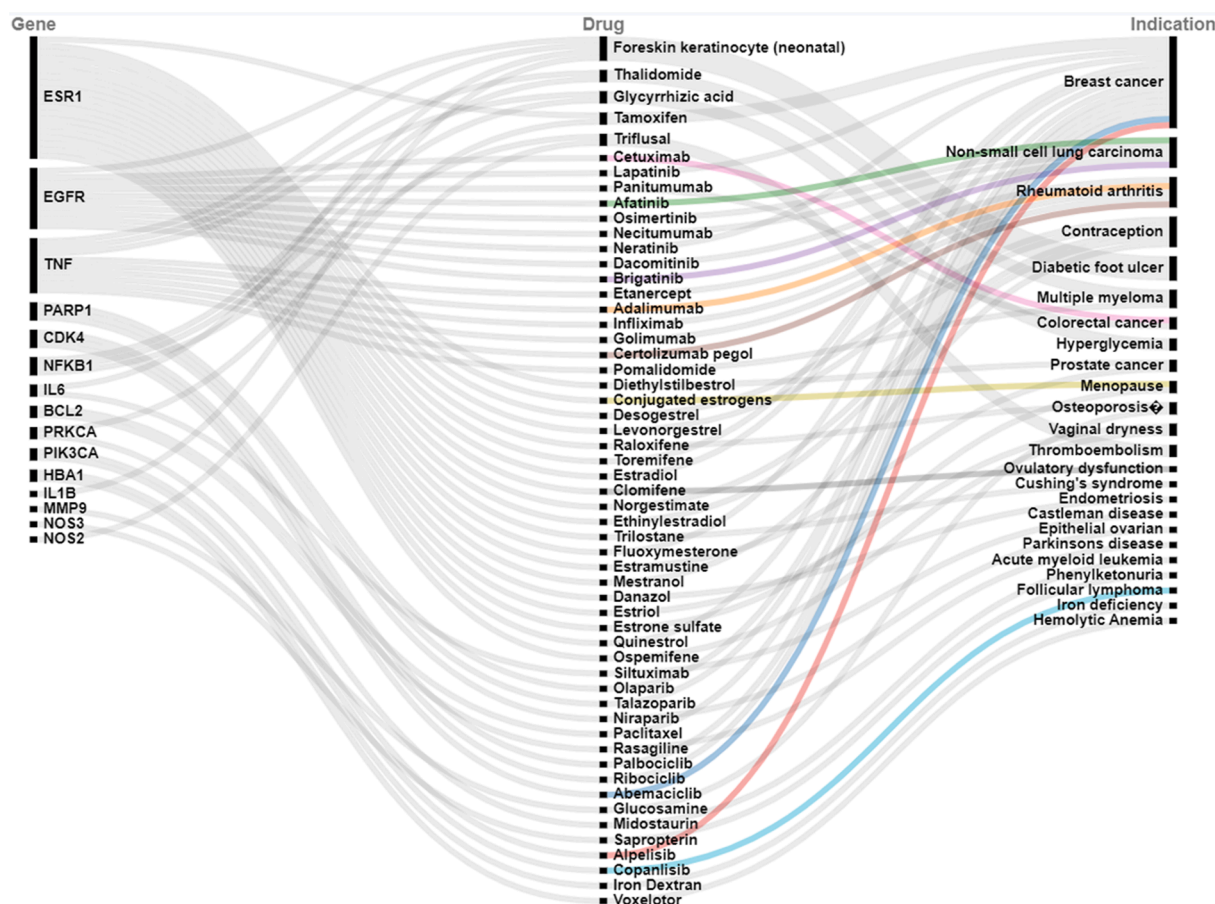 Gene
Drug
Indication
ESR1
EGFR
TNF
PARP1
CDK4
NFKB1
IL6
BCL2
PRKCA
PIK3CA
HBA1
IL1B
MMP9
NOS3
NOS2
Foreskin keratinocyte (neonatal)
Thalidomide
Glycyrrhizic acid
Tamoxifen
Triflusal
Cetuximab
Lapatinib
Panitumumab
Afatinib
Osimertinib
Necitumumab
Neratinib
Dacomitinib
Brigatinib
Etanercept
Adalimumab
Infliximab
Golimumab
Certolizumab pegol
Pomalidomide
Diethylstilbestrol
Conjugated estrogens
Desogestrel
Levonorgestrel
Raloxifene
Toremifene
Estradiol
Clomifene
Norgestimate
Ethinylestradiol
Trilostane
Fluoxymesterone
Estramustine
Mestranol
Danazol
Estriol
Estrone sulfate
Quinestrol
Ospemifene
Siltuximab
Olaparib
Talazoparib
Niraparib
Paclitaxel
Rasagiline
Palbociclib
Ribociclib
Abemaciclib
Glucosamine
Midostaurin
Sapropterin
Alpelisib
Copanlisib
Iron Dextran
Voxelotor
Breast cancer
Non-small cell lung carcinoma
Rheumatoid arthritis
Contraception
Diabetic foot ulcer
Multiple myeloma
Colorectal cancer
Hyperglycemia
Prostate cancer
Menopause
Osteoporosis�
Vaginal dryness
Thromboembolism
Ovulatory dysfunction
Cushing's syndrome
Endometriosis
Castleman disease
Epithelial ovarian
Parkinsons disease
Acute myeloid leukemia
Phenylketonuria
Follicular lymphoma
Iron deficiency
Hemolytic Anemia